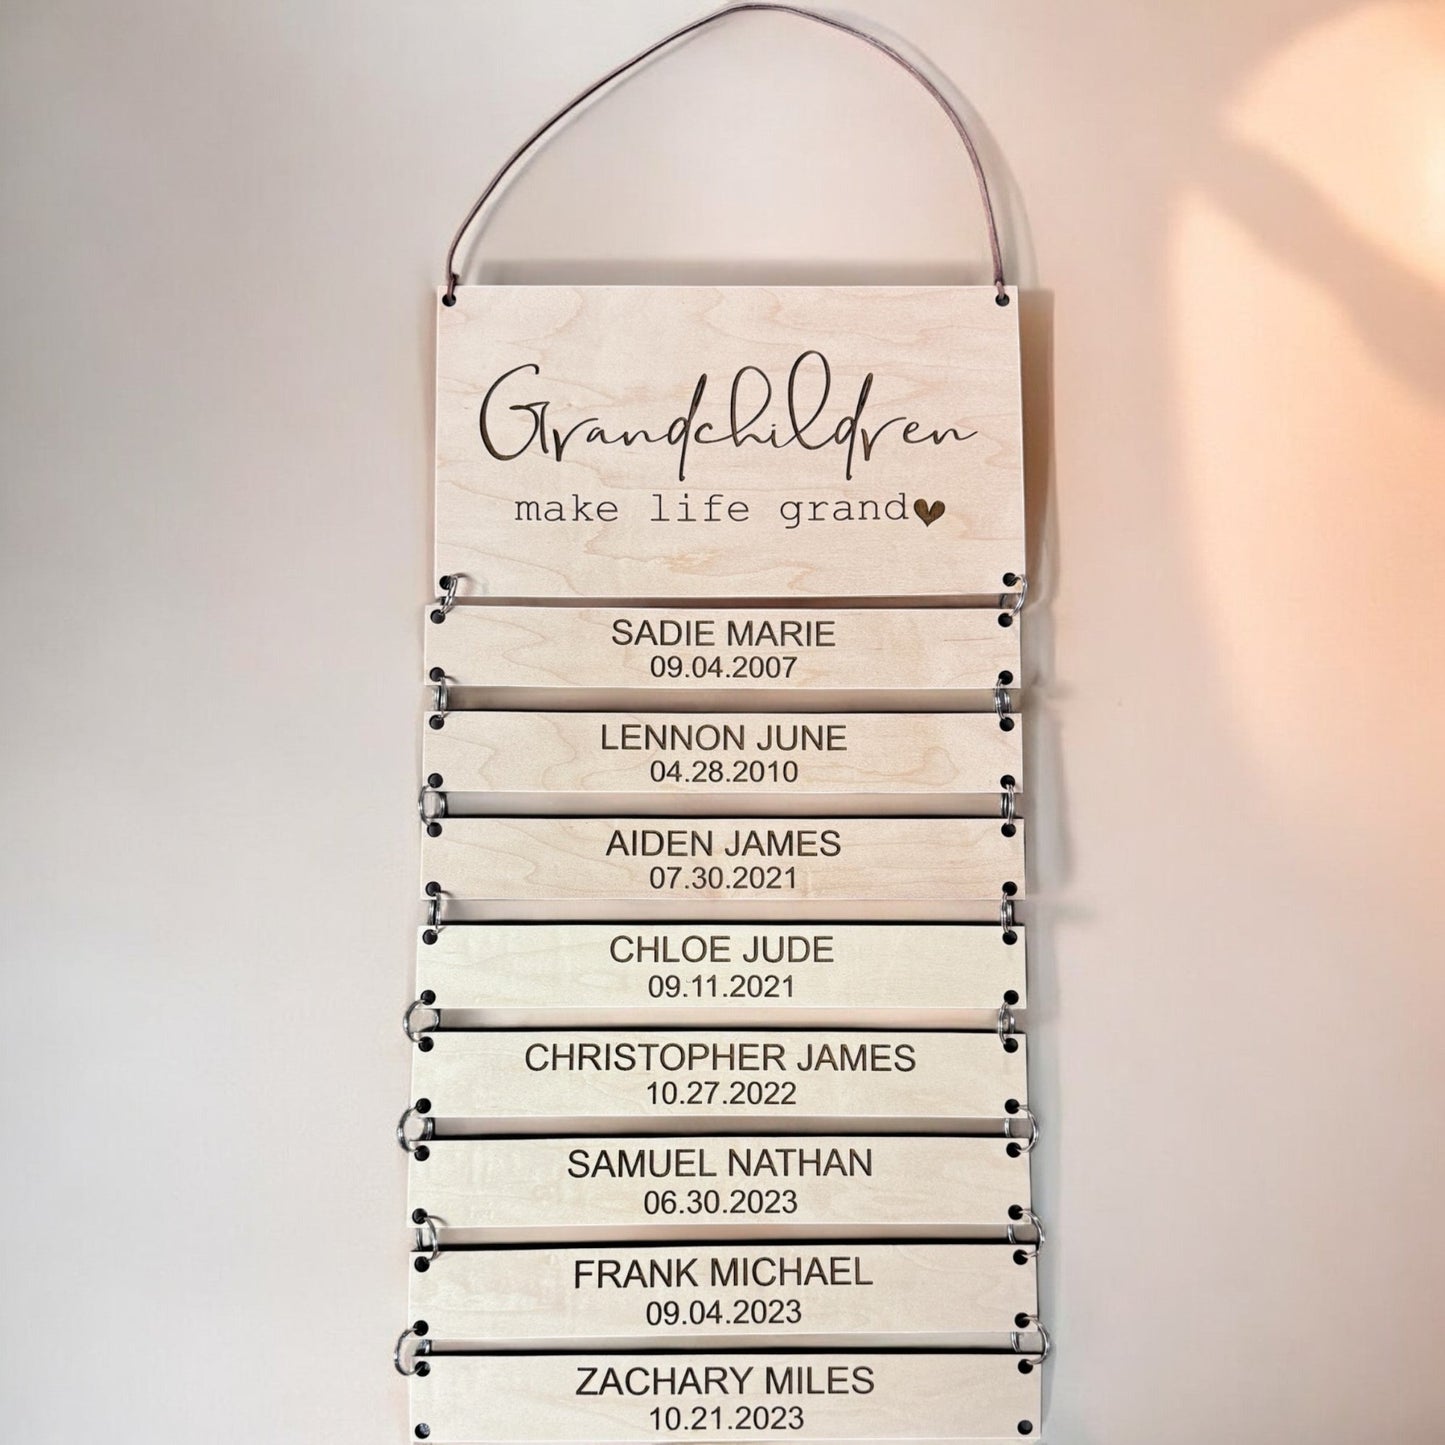 Grandchildren
make life grand
SADIE MARIE
09.04.2007
LENNON JUNE
04.28.2010
AIDEN JAMES
07.30.2021
CHLOE JUDE
09.11.2021
CHRISTOPHER JAMES
10.27.2022
SAMUEL NATHAN
06.30.2023
FRANK MICHAEL
09.04.2023
ZACHARY MILES
10.21.2023